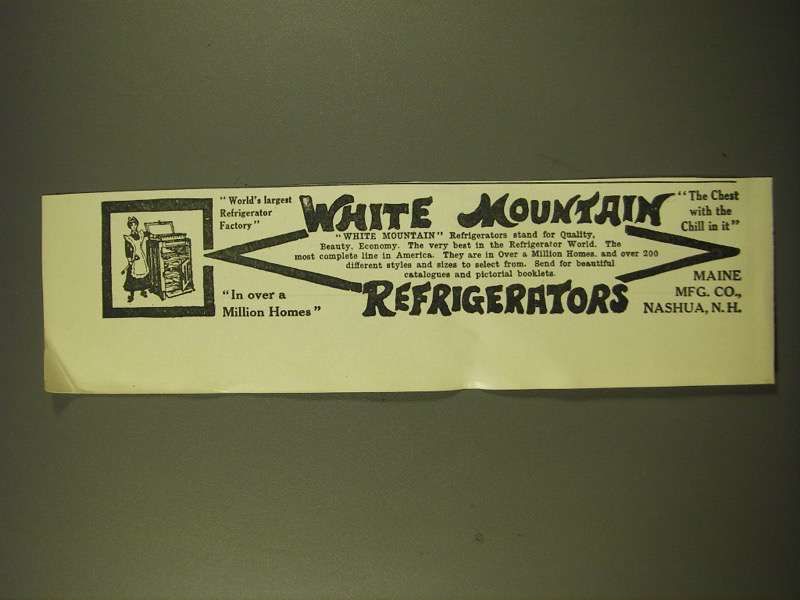 "World's largest
Refrigerator
Factory"
"In over a
Million Homes"
WHITE MOUNTAIN
"WHITE MOUNTAIN" Refrigerators stand for Quality,
Beauty, Economy. The very best in the Refrigerator World. The
most complete line in America. They are in Over a Million Homes, and over 200
different styles and sizes to select from. Send for beautiful
catalogues and pictorial booklets.
REFRIGERATORS
"The Chest
with the
Chill in it"
MAINE
MFG. CO.,
NASHUA, N.H.